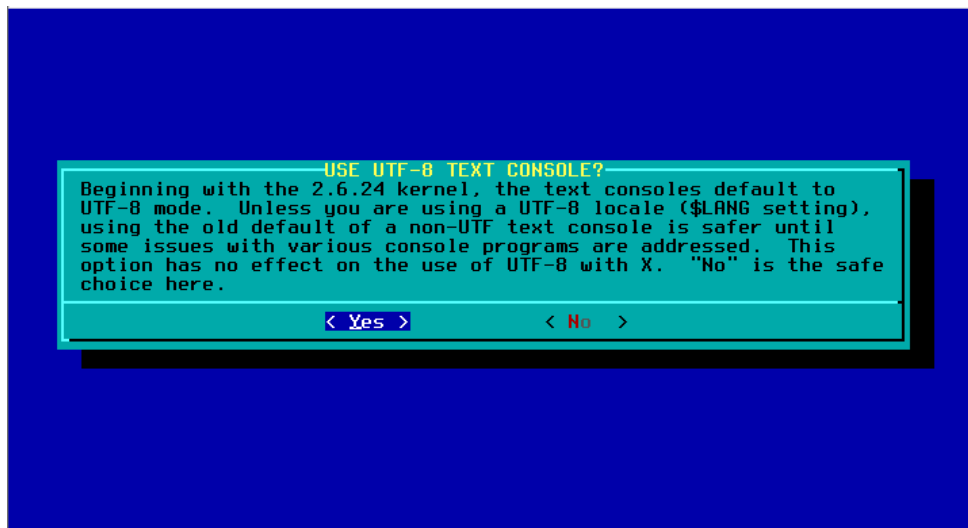 USE UTF-8 TEXT CONSOLE?
Beginning with the 2.6.24 kernel, the text consoles default to
UTF-8 mode.  Unless you are using a UTF-8 locale ($LANG setting),
using the old default of a non-UTF text console is safer until
some issues with various console programs are addressed.  This
option has no effect on the use of UTF-8 with X.  "No" is the safe
choice here.
< Yes > < No >